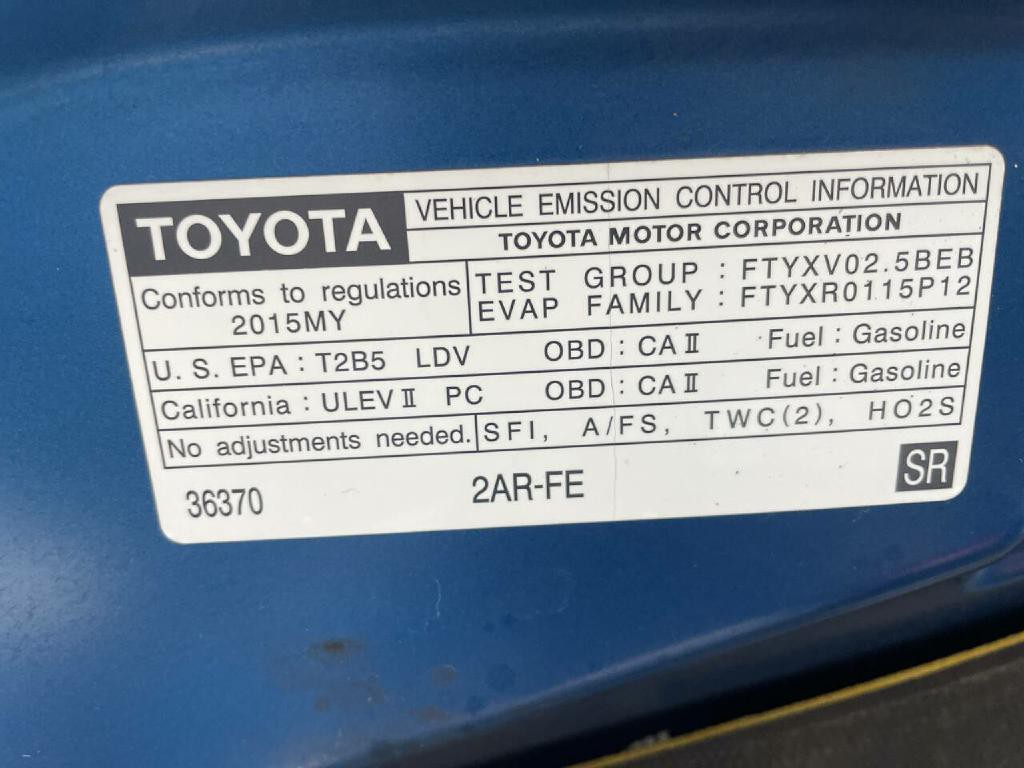 TOYOTA VEHICLE EMISSION CONTROL INFORMATION
TOYOTA MOTOR CORPORATION
Conforms to regulations
2015MY
TEST GROUP : FTYXV02.5BEB
EVAP FAMILY : FTYXR0115P12
U.S. EPA : T2B5 LDV OBD : CA II Fuel : Gasoline
California : ULEV II PC OBD : CA II Fuel : Gasoline
No adjustments needed. SFI, A/FS, TWC(2), HO2S
36370 2AR-FE SR